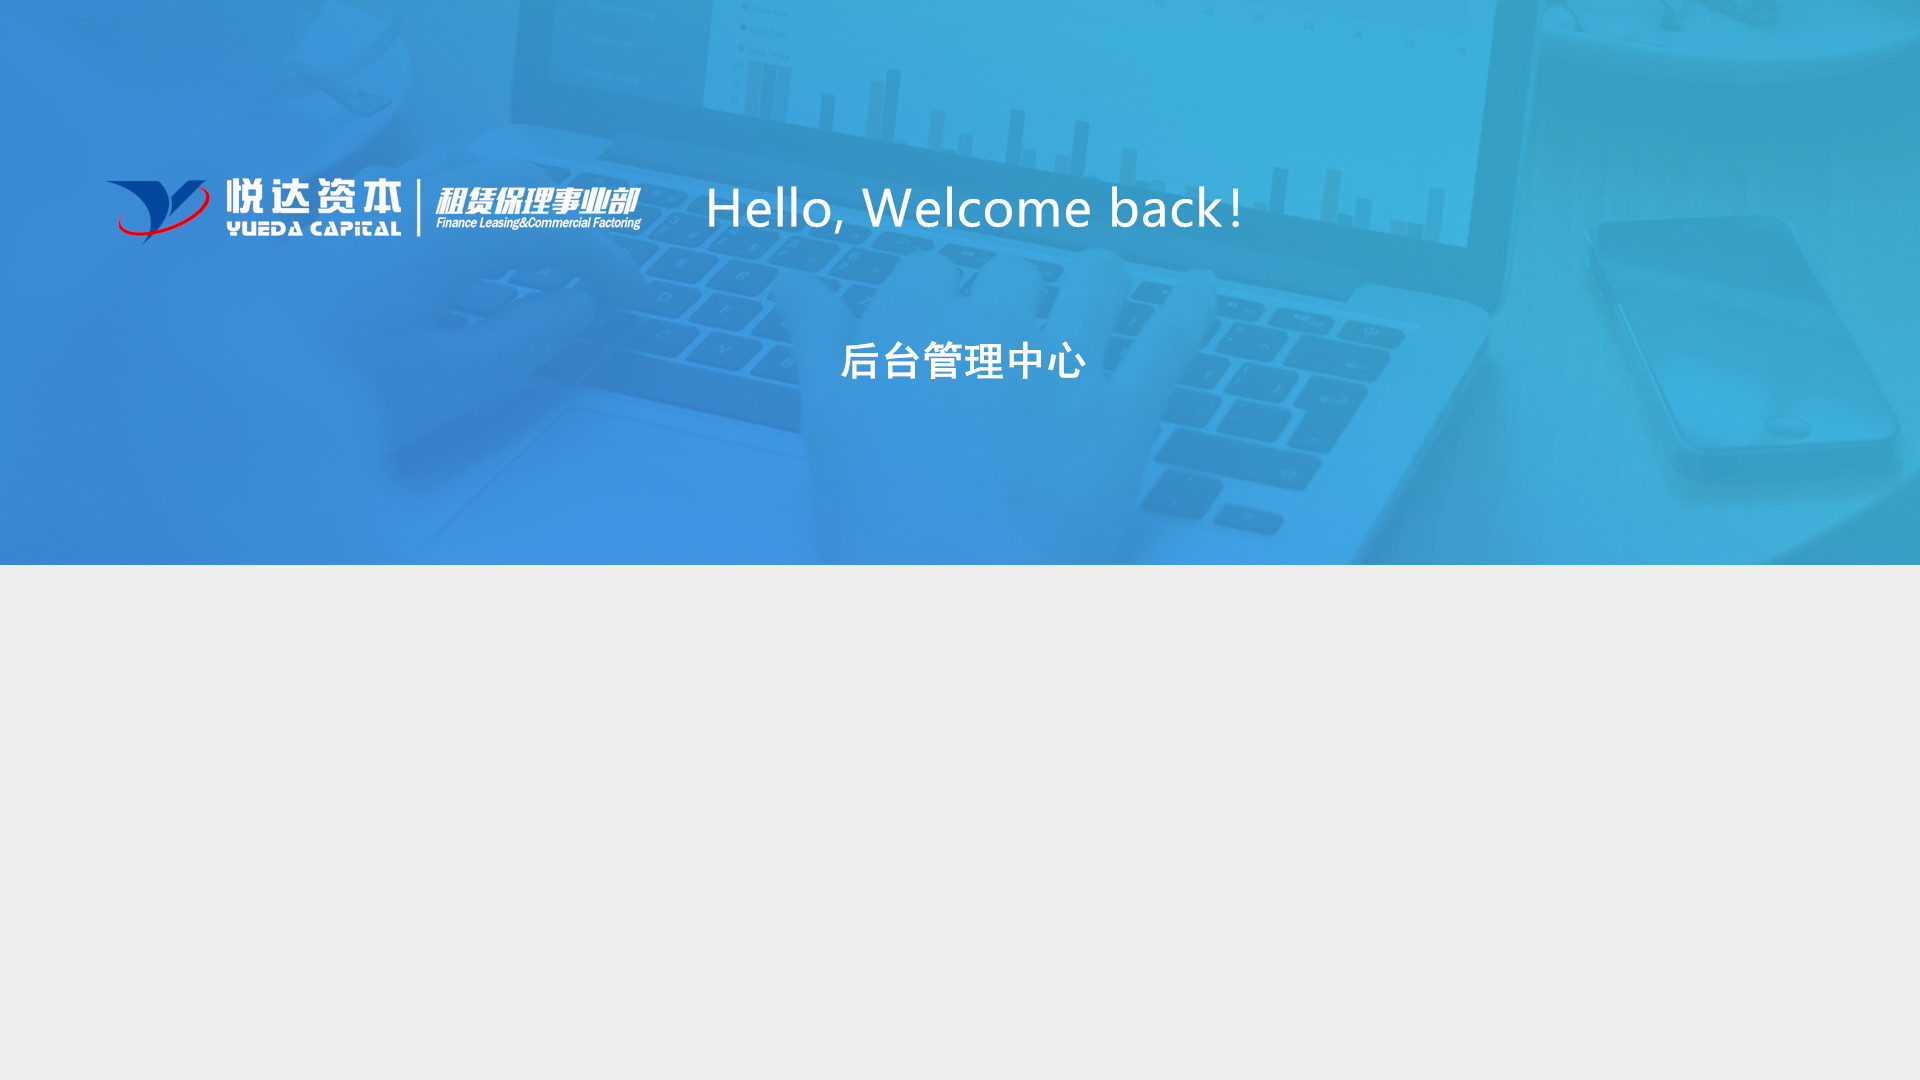 悦达资本
YUEDA CAPITAL
租赁保理事业部
Finance Leasing&Commercial Factoring
Hello, Welcome back!
后台管理中心